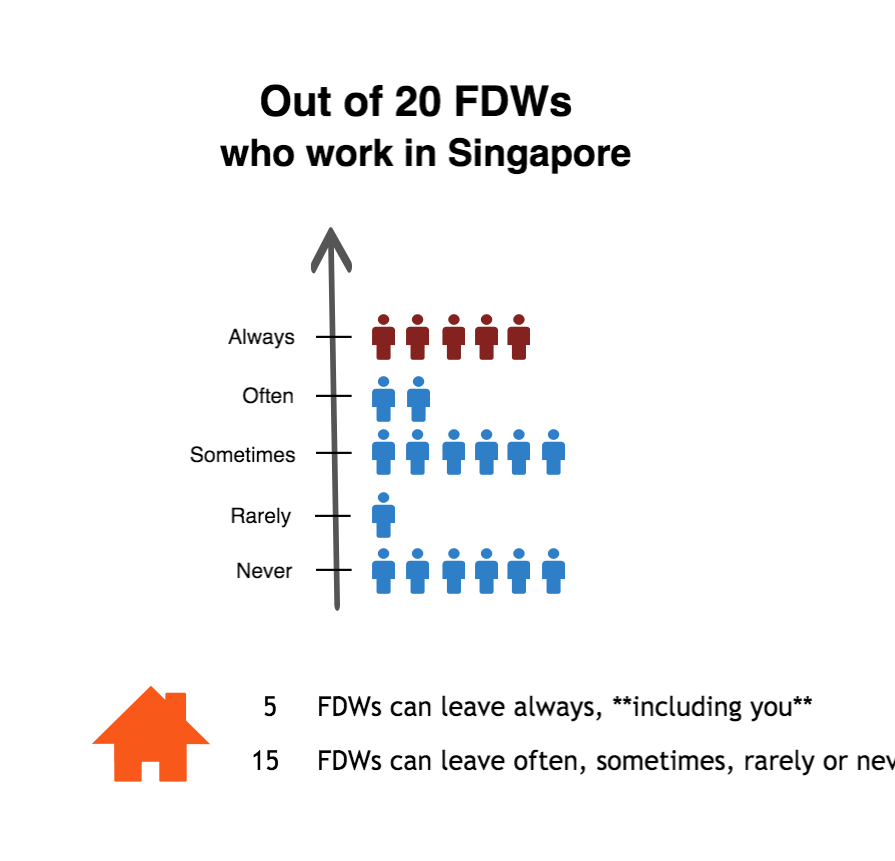 Out of 20 FDWs
who work in Singapore
Always
Often
Sometimes
Rarely
Never
5 FDWs can leave always, **including you**
15 FDWs can leave often, sometimes, rarely or nev